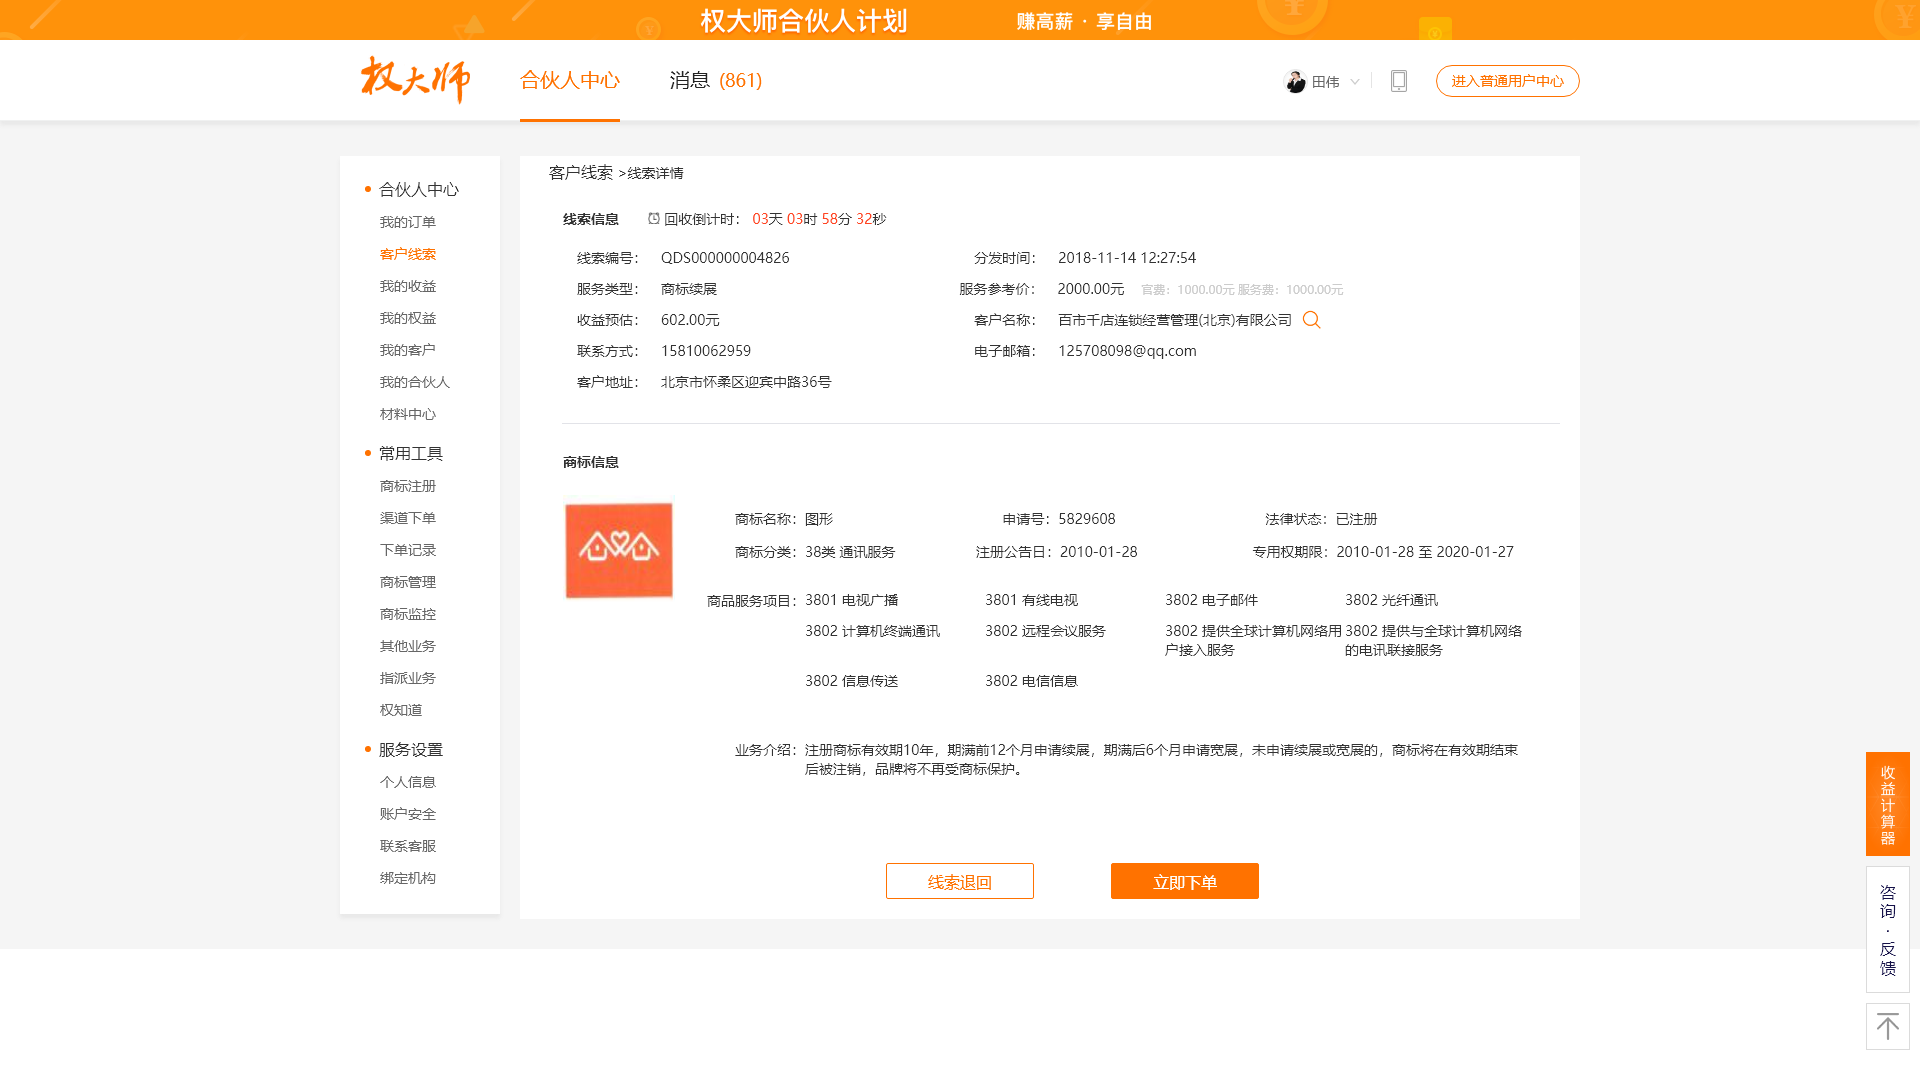 权大师合伙人计划 赚高薪 · 享自由
权大师 合伙人中心 消息 (861) 田伟 进入普通用户中心
合伙人中心
我的订单
客户线索
我的收益
我的权益
我的客户
我的合伙人
材料中心
常用工具
商标注册
渠道下单
下单记录
商标管理
商标监控
其他业务
指派业务
权知道
服务设置
个人信息
账户安全
联系客服
绑定机构
客户线索 >线索详情
线索信息 回收倒计时： 03天 03时 58分 32秒
线索编号： QDS000000004826 分发时间： 2018-11-14 12:27:54
服务类型： 商标续展 服务参考价： 2000.00元 官费：1000.00元 服务费：1000.00元
收益预估： 602.00元 客户名称： 百市千店连锁经营管理(北京)有限公司
联系方式： 15810062959 电子邮箱： 125708098@qq.com
客户地址： 北京市怀柔区迎宾中路36号
商标信息
商标名称：图形 申请号：5829608 法律状态：已注册
商标分类：38类 通讯服务 注册公告日：2010-01-28 专用权期限：2010-01-28 至 2020-01-27
商品服务项目：3801 电视广播 3801 有线电视 3802 电子邮件 3802 光纤通讯
3802 计算机终端通讯 3802 远程会议服务 3802 提供全球计算机网络用 3802 提供与全球计算机网络
户接入服务 的电讯联接服务
3802 信息传送 3802 电信信息
业务介绍：注册商标有效期10年，期满前12个月申请续展，期满后6个月申请宽展，未申请续展或宽展的，商标将在有效期结束
后被注销，品牌将不再受商标保护。
线索退回 立即下单
收益计算器
咨询·反馈